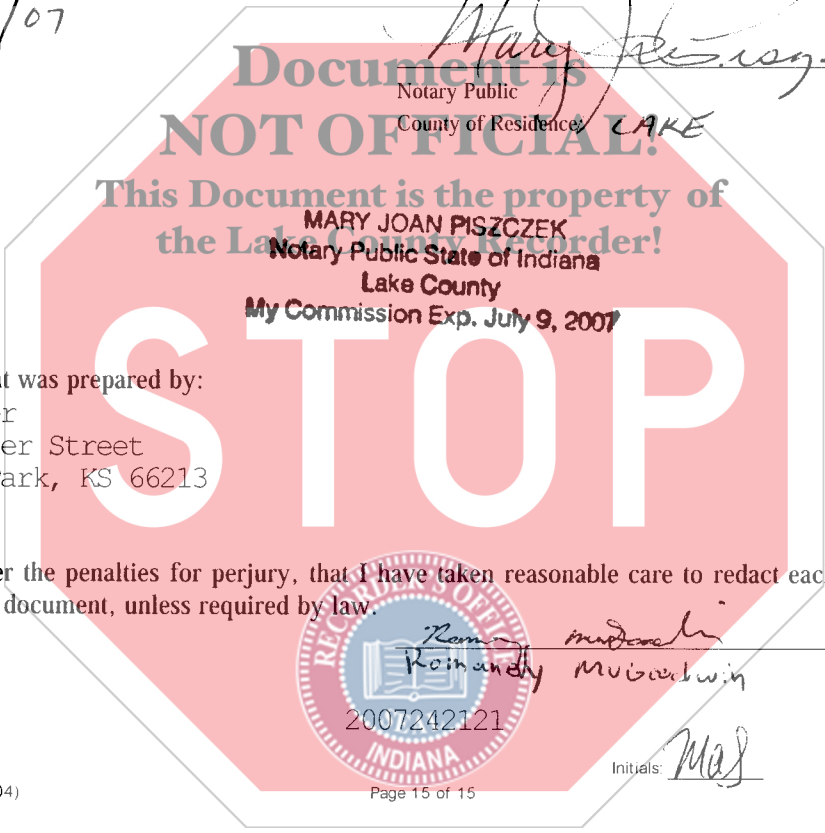 /07
Document is
Mary
Notary Public
NOT OFFICIAL!
County of Residence: LAKE
This Document is the property of
the Lake County Recorder!
MARY JOAN PISZCZEK
Notary Public State of Indiana
Lake County
My Commission Exp. July 9, 2007
STOP
t was prepared by:
r
er Street
ark, KS 66213
er the penalties for perjury, that I have taken reasonable care to redact eac
document, unless required by law.
RECORDER'S OFFICE
2007242121
INDIANA
Initials:
04)
Page 15 of 15